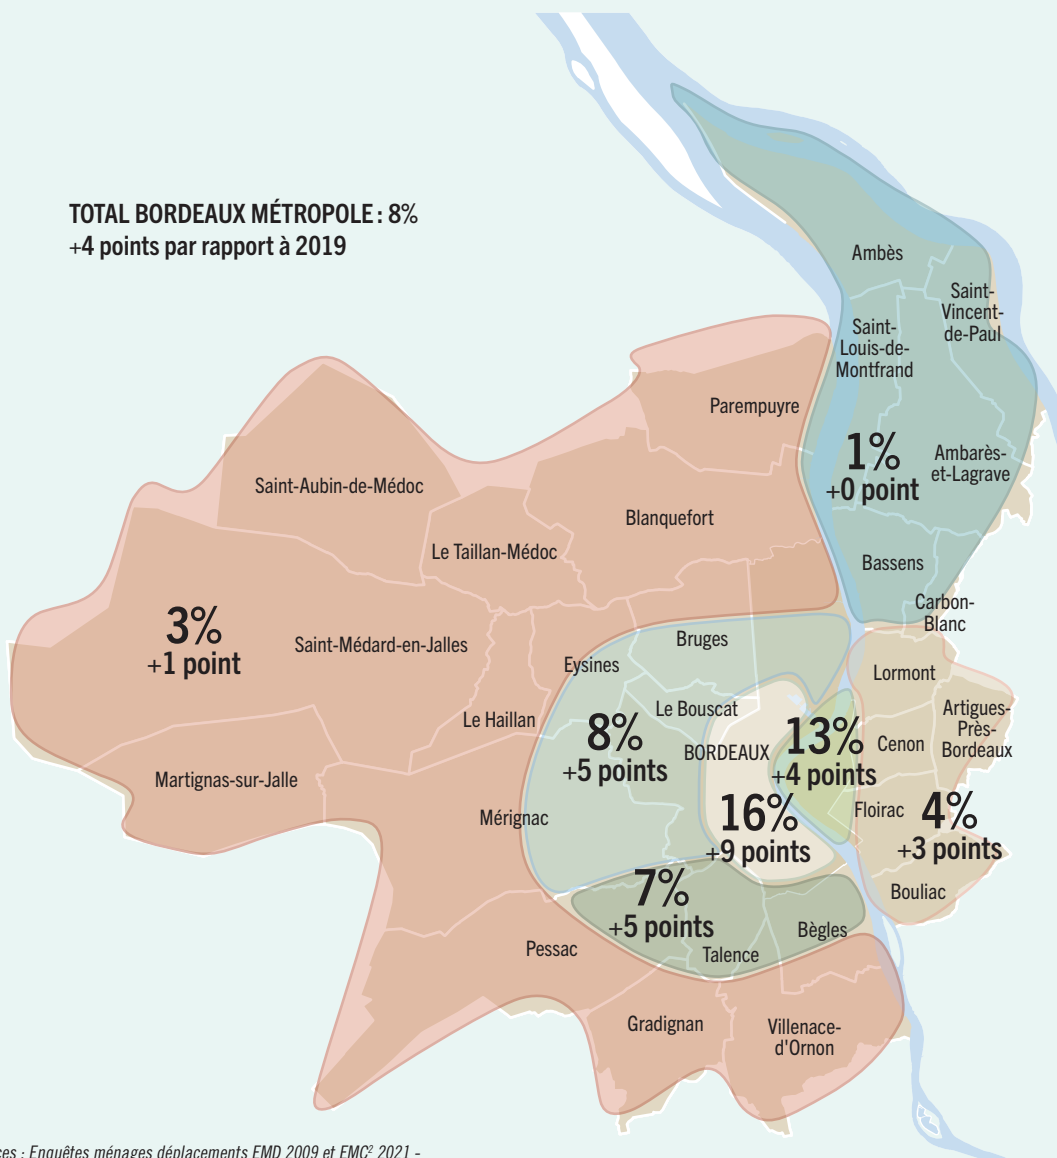 TOTAL BORDEAUX MÉTROPOLE : 8%
+4 points par rapport à 2019
Ambès
Saint-
Vincent-
de-Paul
Saint-
Louis-de-
Montfrand
Parempuyre
1%
+0 point
Ambarès-
et-Lagrave
Saint-Aubin-de-Médoc
Blanquefort
Le Taillan-Médoc
Bassens
Carbon-
Blanc
3%
+1 point
Saint-Médard-en-Jalles
Bruges
Eysines
Lormont
Le Haillan
Le Bouscat
Artigues-
Près-
Bordeaux
8%
+5 points
BORDEAUX
13%
+4 points
Cenon
Martignas-sur-Jalle
Mérignac
16%
+9 points
Floirac
4%
+3 points
Bouliac
7%
+5 points
Bègles
Pessac
Talence
Gradignan
Villenace-
d'Ornon
: Enquêtes ménages déplacements EMD 2009 et EMC² 2021 -